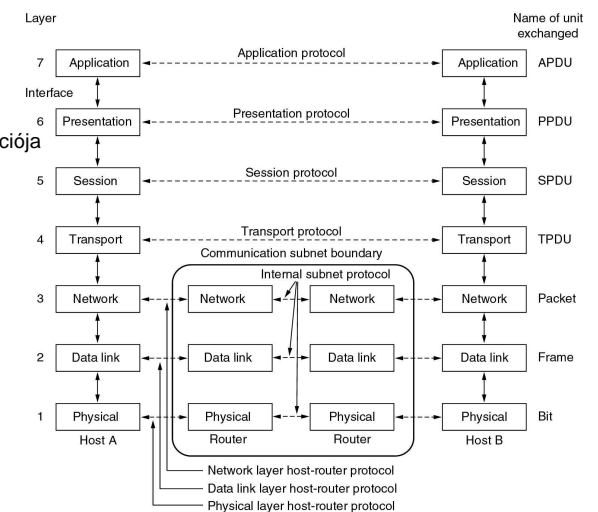 Layer
Name of unit
exchanged
7 Application Application protocol Application APDU
Interface
6 Presentation Presentation protocol Presentation PPDU
ciója
5 Session Session protocol Session SPDU
4 Transport Transport protocol Transport TPDU
Communication subnet boundary
Internal subnet protocol
3 Network Network Network Network Packet
2 Data link Data link Data link Data link Frame
1 Physical Physical Physical Physical Bit
Host A Router Router Host B
Network layer host-router protocol
Data link layer host-router protocol
Physical layer host-router protocol